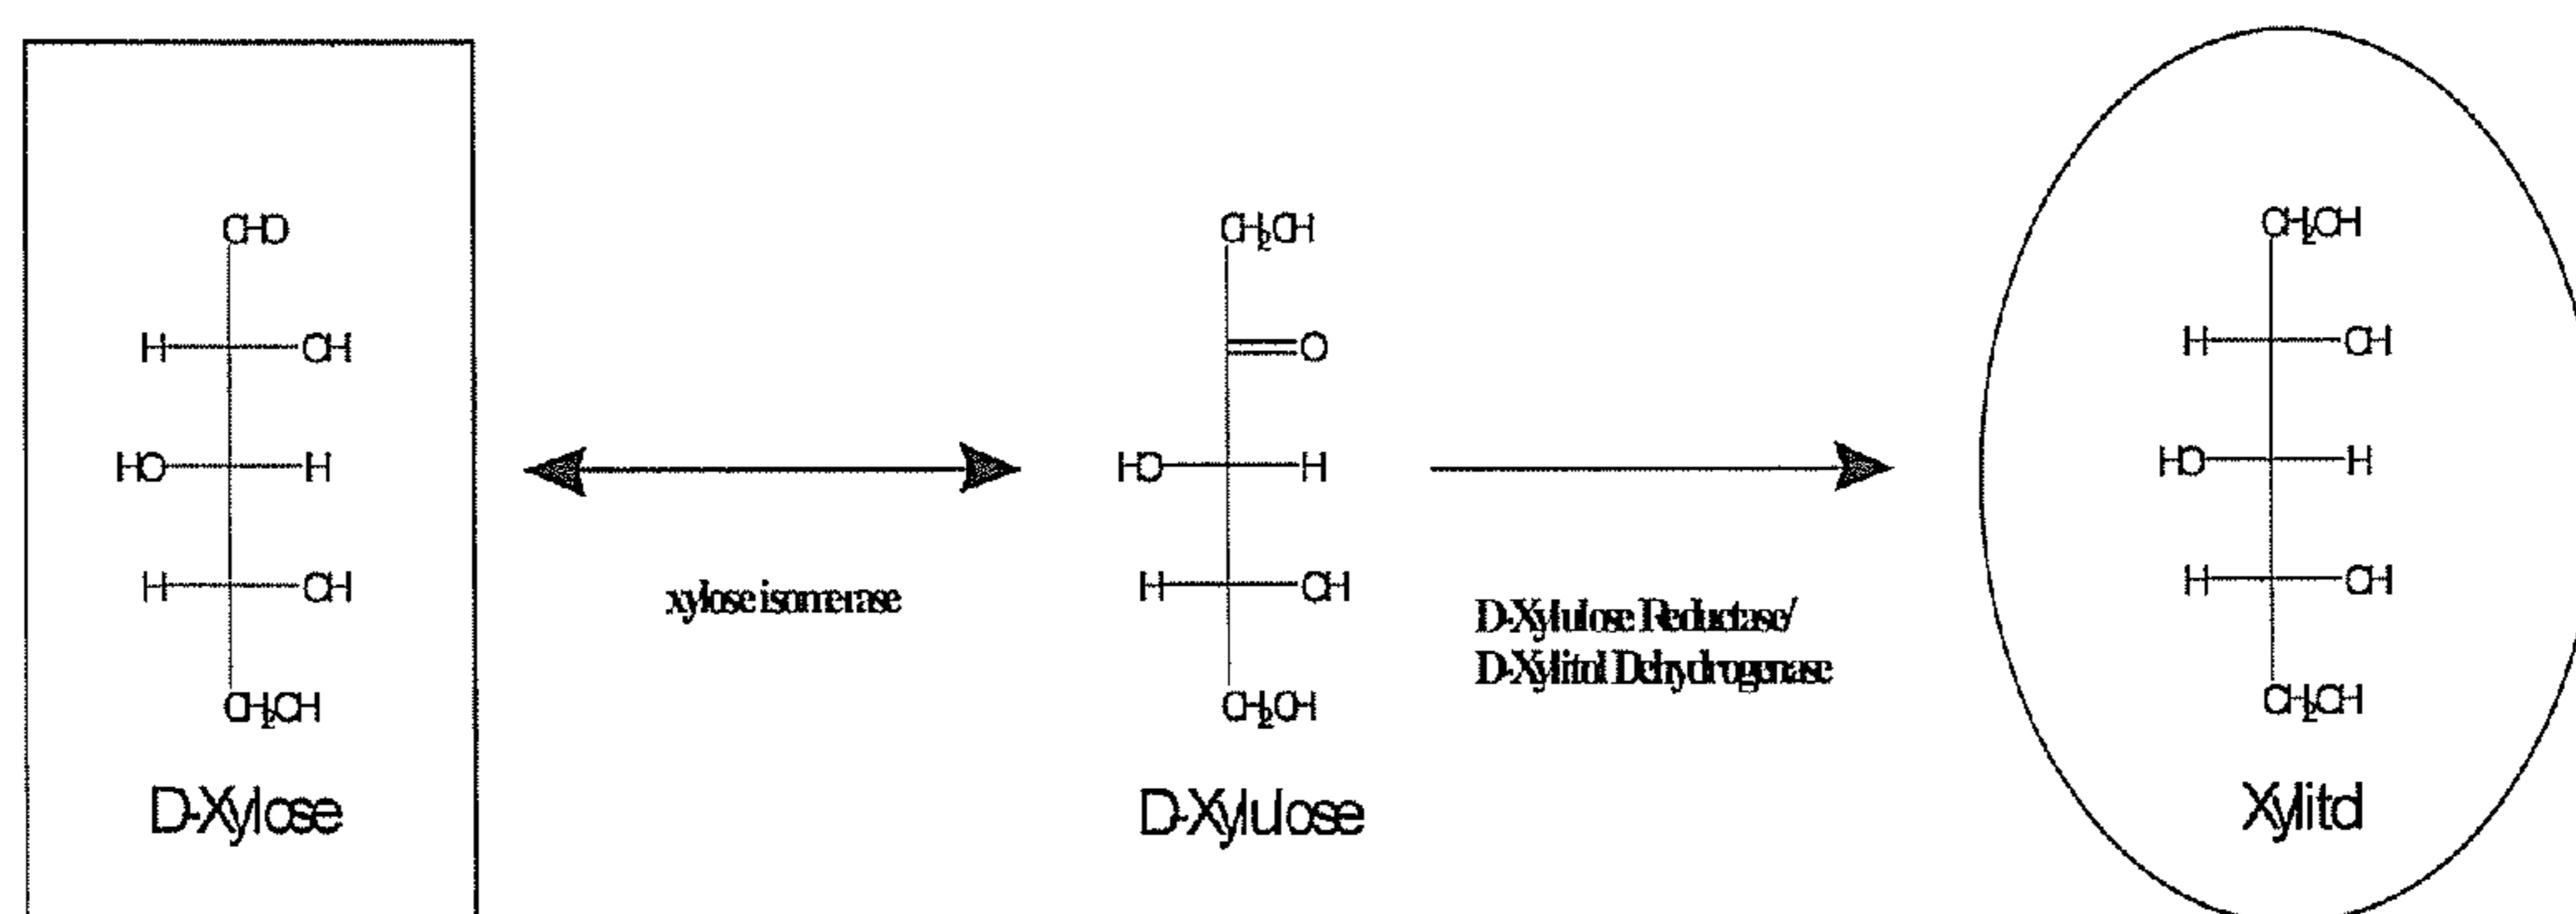 CHO
H OH
HO H
H OH
CH2OH
D-Xylose
xylose isomerase
CH2OH
O
HO H
H OH
CH2OH
D-Xylulose
D-Xylulose Reductase/
D-Xylitol Dehydrogenase
CH2OH
H OH
HO H
H OH
CH2OH
Xylitol